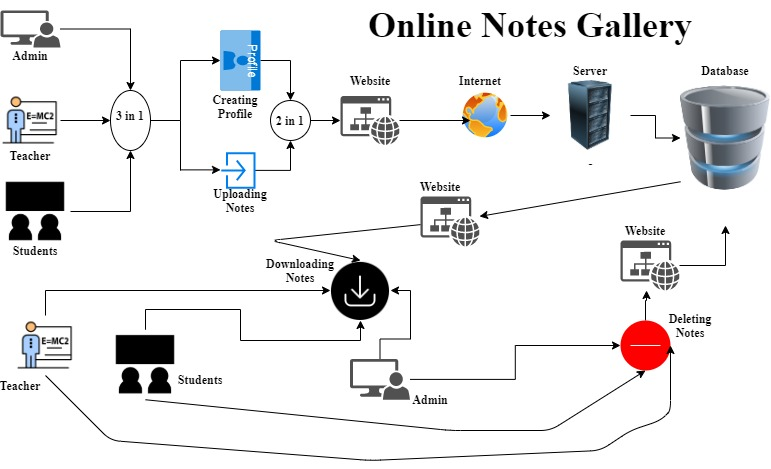 Online Notes Gallery
Admin
E=MC2
Teacher
Students
3 in 1
Profile
Creating
Profile
Uploading
Notes
2 in 1
Website
Internet
Server
-
Database
Website
Website
Downloading
Notes
Deleting
Notes
E=MC2
Teacher
Students
Admin